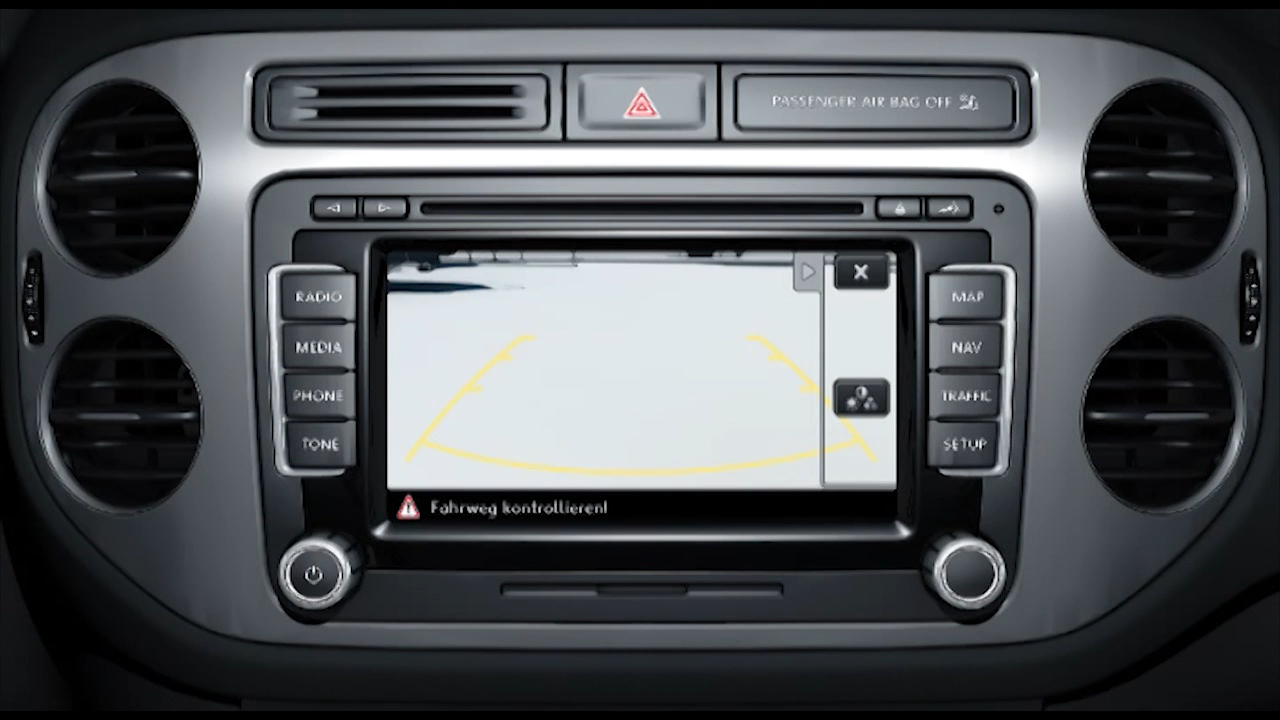 PASSENGER AIR BAG OFF
RADIO
MEDIA
PHONE
TONE
MAP
NAV
TRAFFIC
SETUP
Fahrweg kontrollieren!